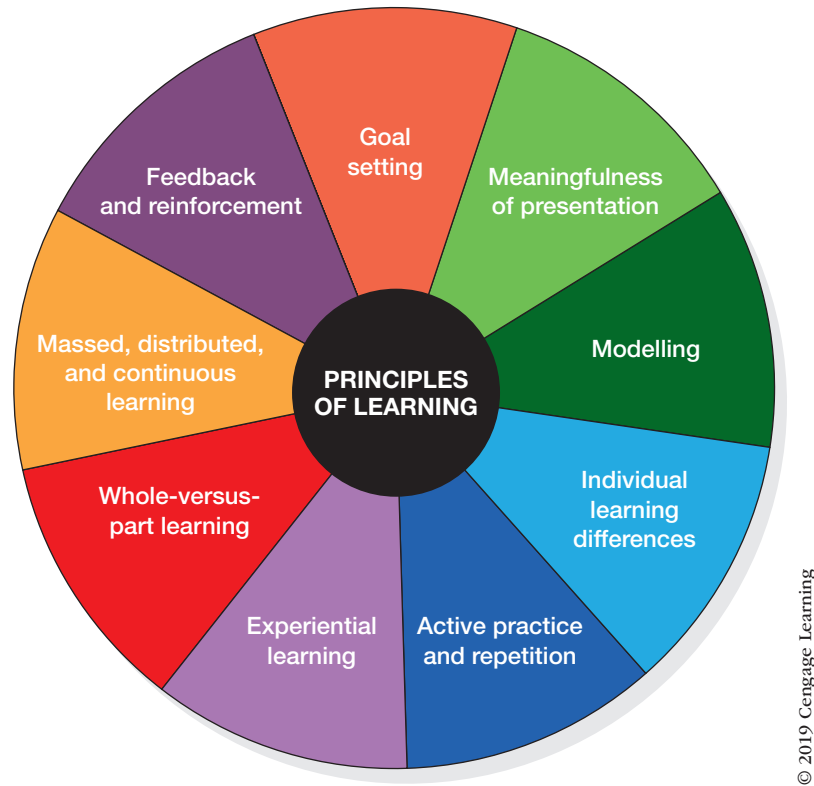 Goal
setting
Meaningfulness
of presentation
Modelling
Individual
learning
differences
Active practice
and repetition
Experiential
learning
Whole-versus-
part learning
Massed, distributed,
and continuous
learning
Feedback
and reinforcement
PRINCIPLES
OF LEARNING
© 2019 Cengage Learning